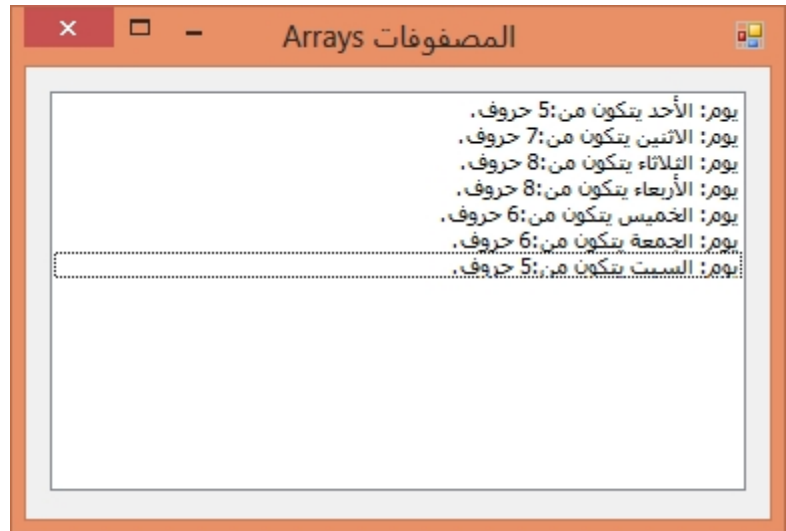 المصفوفات Arrays
يوم: الأحد يتكون من:5 حروف.
يوم: الاثنين يتكون من:7 حروف.
يوم: الثلاثاء يتكون من:8 حروف.
يوم: الأربعاء يتكون من:8 حروف.
يوم: الخميس يتكون من:6 حروف.
يوم: الجمعة يتكون من:6 حروف.
يوم: السبت يتكون من:5 حروف.